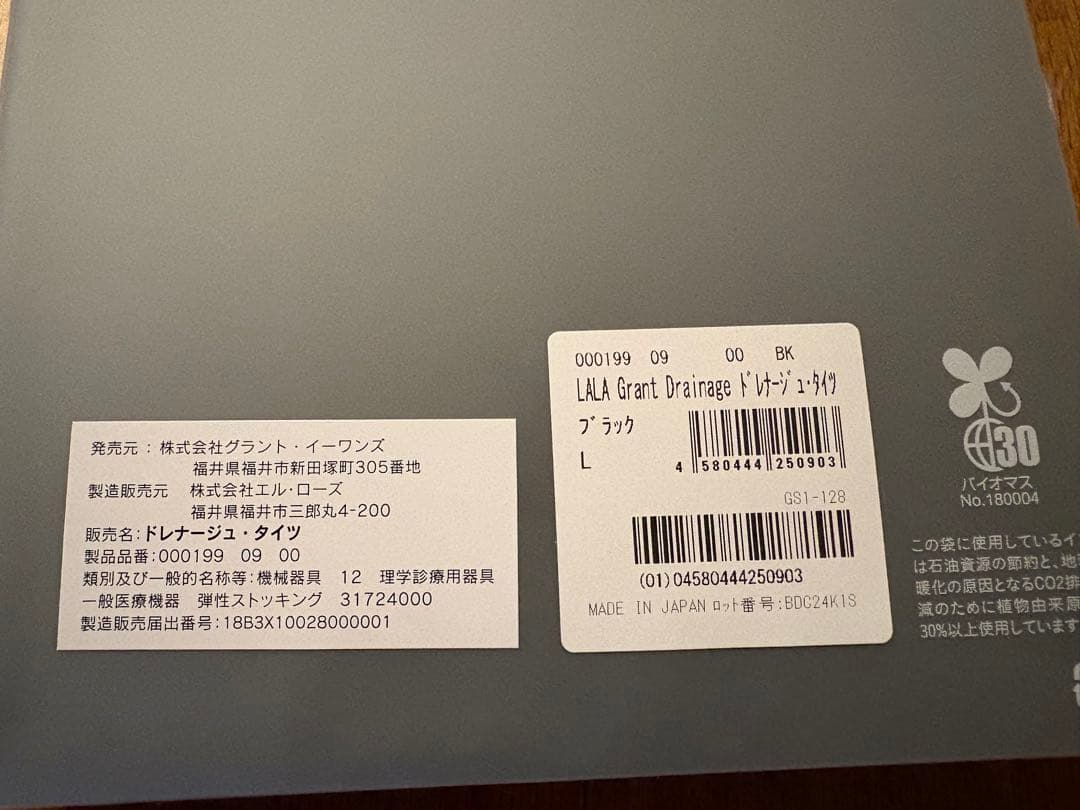 発売元：株式会社グラント・イーワンズ
福井県福井市新田塚町305番地
製造販売元　株式会社エル・ローズ
福井県福井市三郎丸4-200
販売名：ドレナージュ・タイツ
製品品番：000199　09　00
類別及び一般的名称等：機械器具　12　理学診療用器具
一般医療機器　弾性ストッキング　31724000
製造販売届出番号：18B3X10028000001
000199　09　00　BK
LALA Grant Drainage ﾄﾞﾚﾅｰｼﾞｭ･ﾀｲﾂ
ブラック
L
4 580444 250903
GS1-128
(01)04580444250903
MADE IN JAPAN ﾛｯﾄ番号:BDC24K1S
30
バイオマス
No.180004
この袋に使用しているイ
は石油資源の節約と、地
暖化の原因となるCO2排
減のために植物由来原
30%以上使用しています